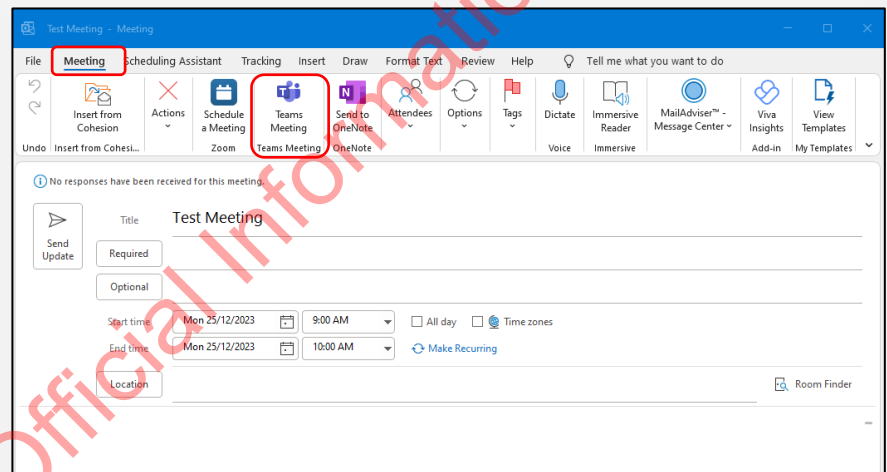 Test Meeting - Meeting
File Meeting Scheduling Assistant Tracking Insert Draw Format Text Review Help Tell me what you want to do
Insert from Cohesion
Actions
Schedule a Meeting
Teams Meeting
Send to OneNote
Attendees
Options
Tags
Dictate
Immersive Reader
MailAdviser™ - Message Center
Viva Insights
View Templates
Undo Insert from Cohesi... Zoom Teams Meeting OneNote Voice Immersive Add-in My Templates
No responses have been received for this meeting.
Send Update
Title Test Meeting
Required
Optional
Start time Mon 25/12/2023 9:00 AM All day Time zones
End time Mon 25/12/2023 10:00 AM Make Recurring
Location Room Finder
Official Informatio